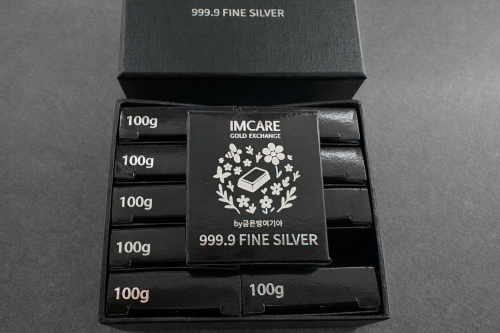 999.9 FINE SILVER
100g
100g
100g
100g
100g
100g
IMCARE
GOLD EXCHANGE
by금은방여기야
999.9 FINE SILVER